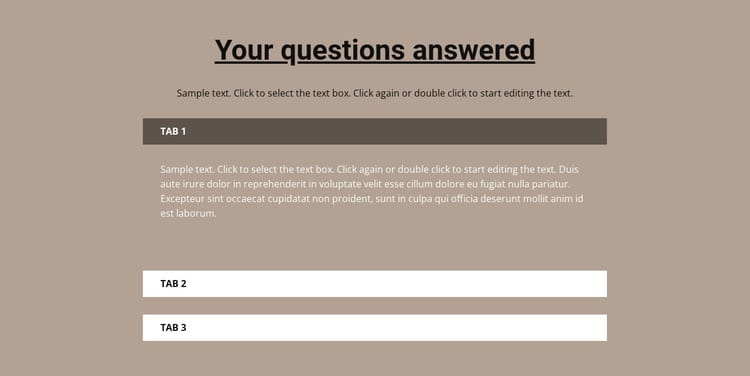 Your questions answered
Sample text. Click to select the text box. Click again or double click to start editing the text.
TAB 1
Sample text. Click to select the text box. Click again or double click to start editing the text. Duis
aute irure dolor in reprehenderit in voluptate velit esse cillum dolore eu fugiat nulla pariatur.
Excepteur sint occaecat cupidatat non proident, sunt in culpa qui officia deserunt mollit anim id
est laborum.
TAB 2
TAB 3